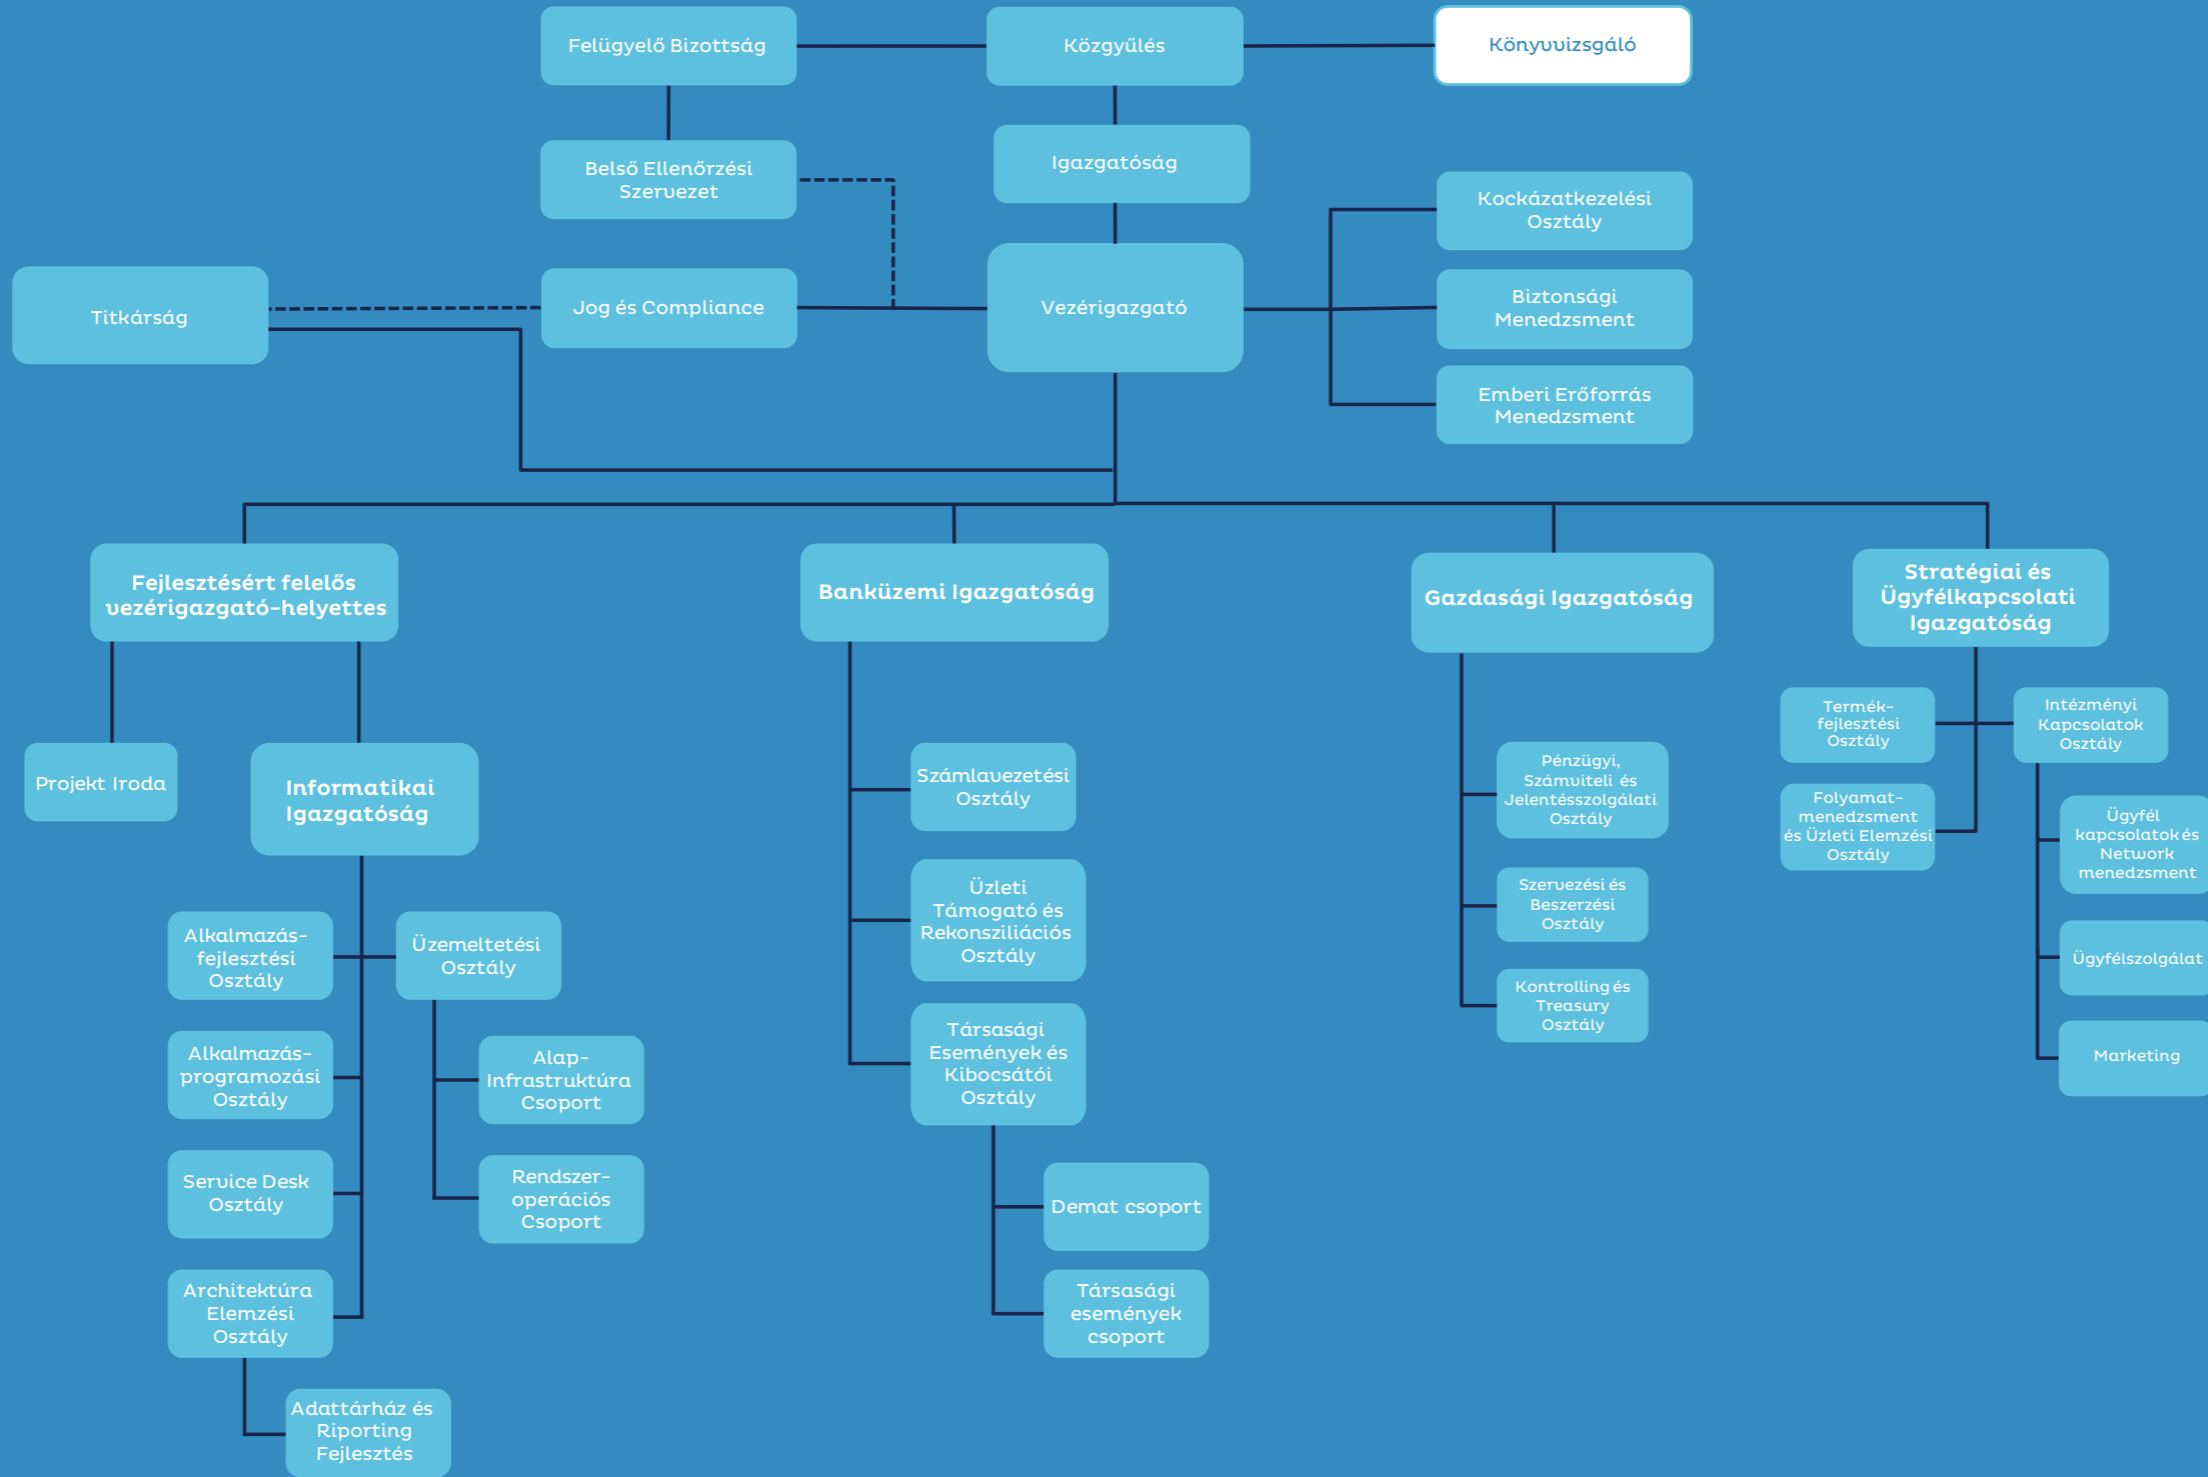 Felügyelő Bizottság
Közgyűlés
Könyvvizsgáló
Belső Ellenőrzési
Szervezet
Igazgatóság
Kockázatkezelési
Osztály
Titkárság
Jog és Compliance
Vezérigazgató
Biztonsági
Menedzsment
Emberi Erőforrás
Menedzsment
Fejlesztésért felelős
vezérigazgató-helyettes
Banküzemi Igazgatóság
Gazdasági Igazgatóság
Stratégiai és
Ügyfélkapcsolati
Igazgatóság
Projekt Iroda
Informatikai
Igazgatóság
Alkalmazás-
fejlesztési
Osztály
Üzemeltetési
Osztály
Alkalmazás-
programozási
Osztály
Alap-
Infrastruktúra
Csoport
Service Desk
Osztály
Rendszer-
operációs
Csoport
Architektúra
Elemzési
Osztály
Adattárház és
Riporting
Fejlesztés
Számlavezetési
Osztály
Üzleti
Támogató és
Rekonsziliációs
Osztály
Társasági
Események és
Kibocsátói
Osztály
Demat csoport
Társasági
események
csoport
Pénzügyi,
Számviteli és
Jelentésszolgálati
Osztály
Szervezési és
Beszerzési
Osztály
Kontrolling és
Treasury
Osztály
Termék-
fejlesztési
Osztály
Intézményi
Kapcsolatok
Osztály
Folyamat-
menedzsment
és Üzleti Elemzési
Osztály
Ügyfél
kapcsolatok és
Network
menedzsment
Ügyfélszolgálat
Marketing